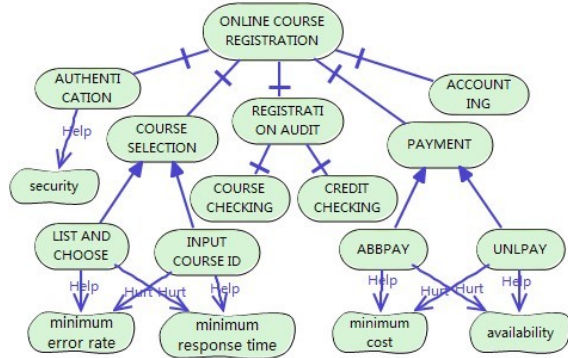 ONLINE COURSE
REGISTRATION
AUTHENTI
CATION
ACCOUNT
ING
Help
COURSE
SELECTION
REGISTRATI
ON AUDIT
PAYMENT
security
COURSE
CHECKING
CREDIT
CHECKING
LIST AND
CHOOSE
INPUT
COURSE ID
ABBPAY
UNLPAY
Help
Hurt
Hurt
Help
Help
Hurt
Hurt
Help
minimum
error rate
minimum
response time
minimum
cost
availability